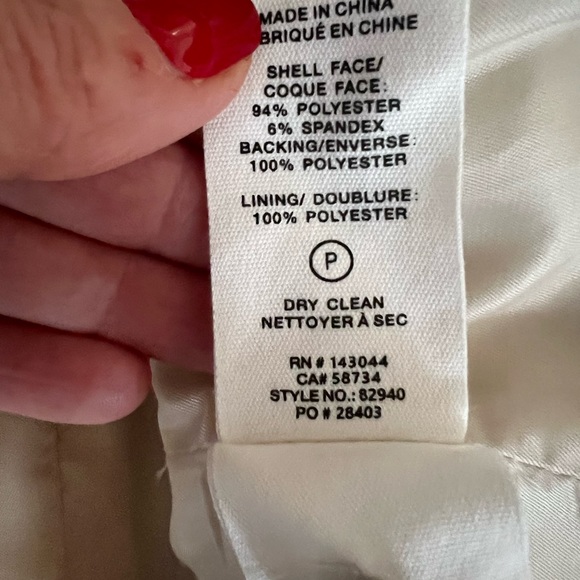 MADE IN CHINA
BRIQUÉ EN CHINE
SHELL FACE/
COQUE FACE:
94% POLYESTER
6% SPANDEX
BACKING/ENVERSE:
100% POLYESTER
LINING/ DOUBLURE:
100% POLYESTER
P
DRY CLEAN
NETTOYER À SEC
RN # 143044
CA# 58734
STYLE NO.: 82940
PO # 28403